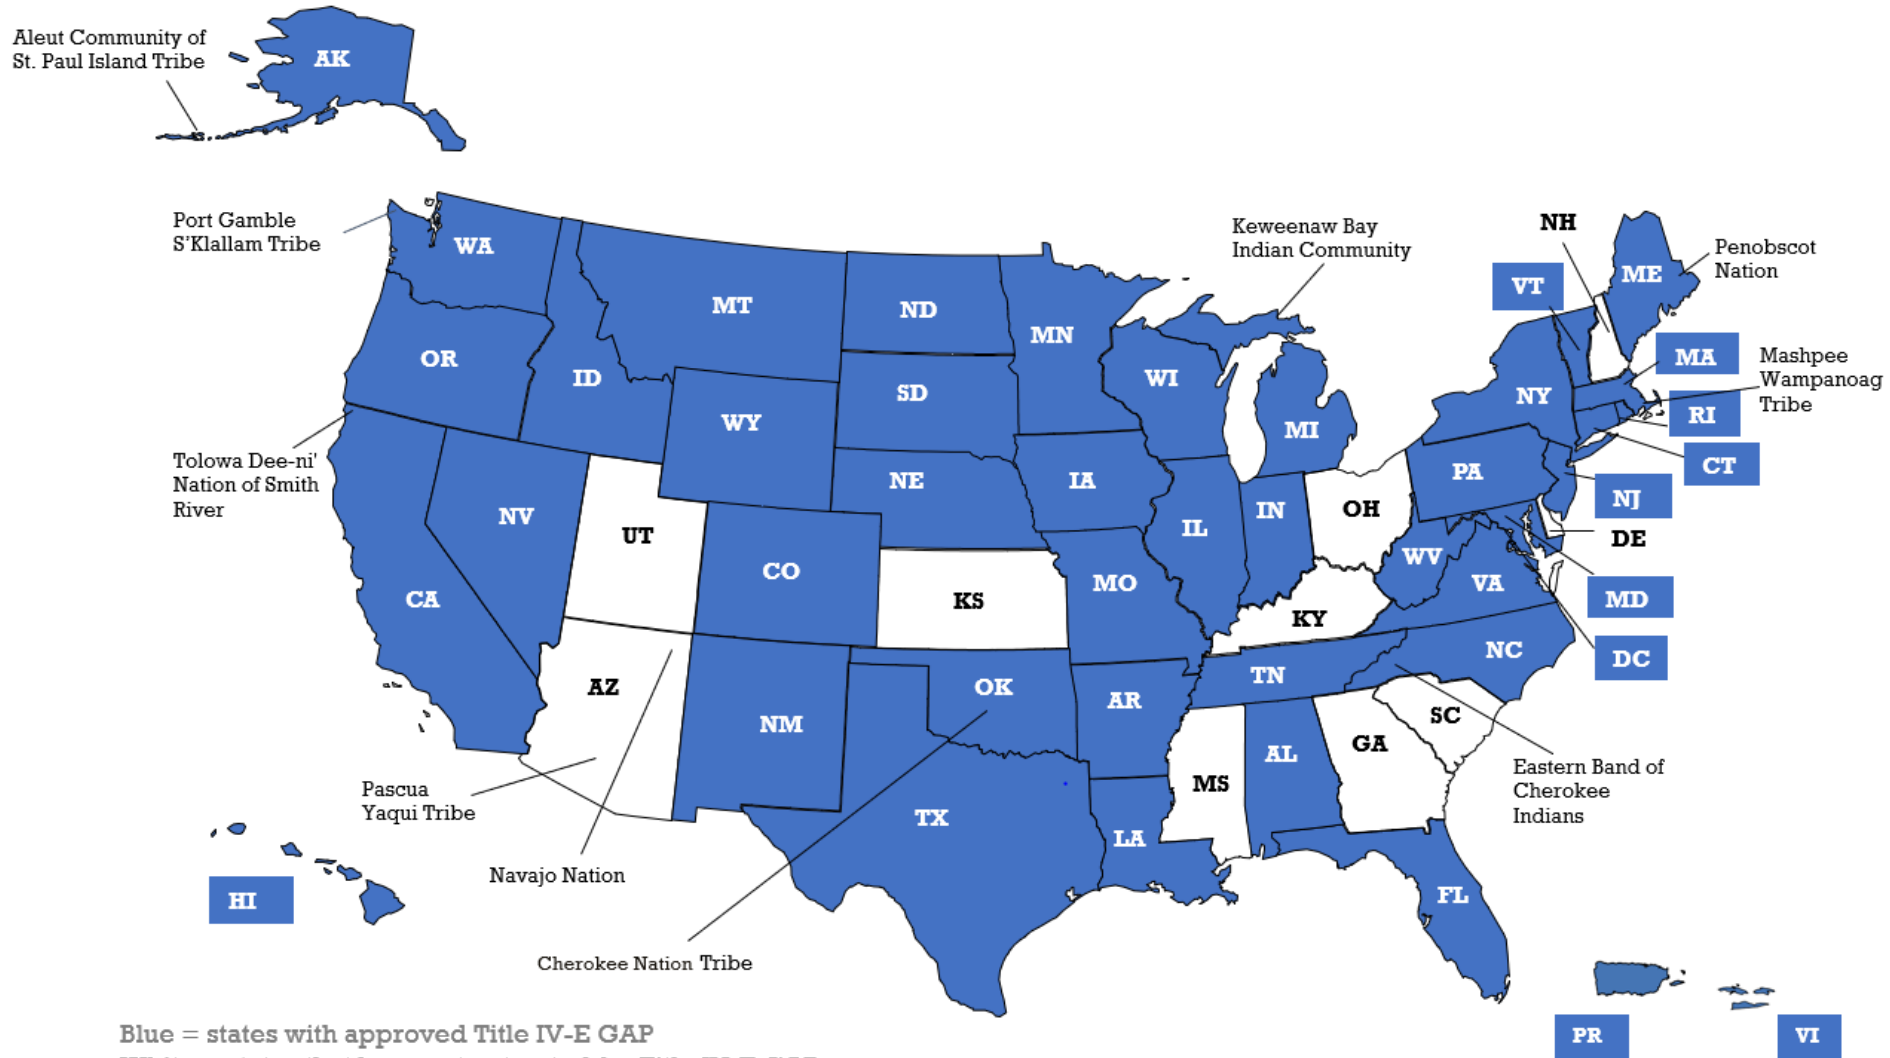 Aleut Community of
St. Paul Island Tribe
AK
Port Gamble
S'Klallam Tribe
WA
Keweenaw Bay
Indian Community
NH
ME
Penobscot
Nation
VT
MT
ND
MN
OR
ID
WI
MA
Mashpee
Wampanoag
Tribe
SD
WY
NY
RI
MI
CT
Tolowa Dee-ni'
Nation of Smith
River
NE
IA
PA
NJ
NV
UT
IL
IN
OH
DE
WV
CO
MO
VA
CA
KS
KY
MD
DC
NC
AZ
OK
TN
AR
NM
SC
GA
AL
MS
Eastern Band of
Cherokee
Indians
Pascua
Yaqui Tribe
TX
LA
Navajo Nation
HI
FL
Cherokee Nation Tribe
Blue = states with approved Title IV-E GAP
PR
VI